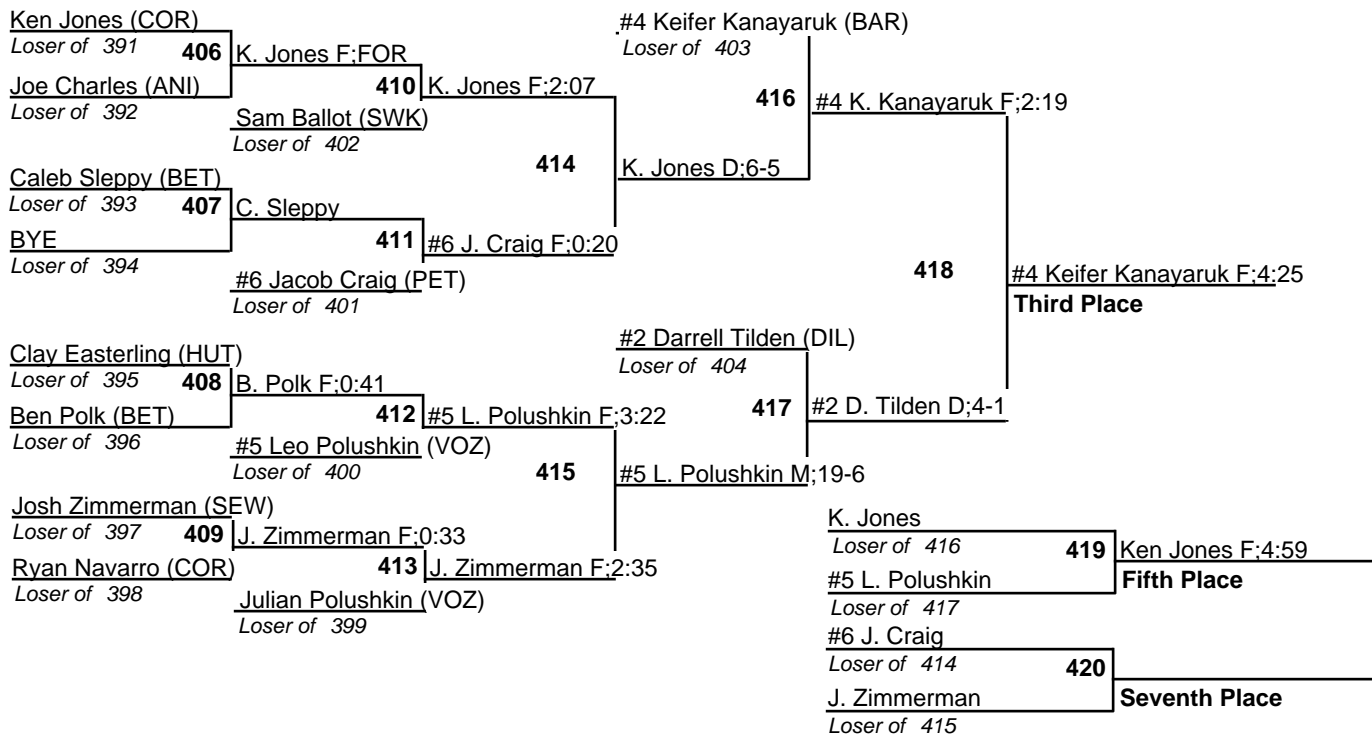 Ken Jones (COR)
Loser of 391
406
K. Jones F;FOR
Joe Charles (ANI)
Loser of 392
410
K. Jones F;2:07
Sam Ballot (SWK)
Loser of 402
414
K. Jones D;6-5
Caleb Sleppy (BET)
Loser of 393
407
C. Sleppy
BYE
Loser of 394
411
#6 J. Craig F;0:20
#6 Jacob Craig (PET)
Loser of 401
Clay Easterling (HUT)
Loser of 395
408
B. Polk F;0:41
Ben Polk (BET)
Loser of 396
412
#5 L. Polushkin F;3:22
#5 Leo Polushkin (VOZ)
Loser of 400
415
#5 L. Polushkin M;19-6
Josh Zimmerman (SEW)
Loser of 397
409
J. Zimmerman F;0:33
Ryan Navarro (COR)
Loser of 398
413
J. Zimmerman F;2:35
Julian Polushkin (VOZ)
Loser of 399
#4 Keifer Kanayaruk (BAR)
Loser of 403
416
#4 K. Kanayaruk F;2:19
418
#4 Keifer Kanayaruk F;4:25
Third Place
#2 Darrell Tilden (DIL)
Loser of 404
417
#2 D. Tilden D;4-1
K. Jones
Loser of 416
419
Ken Jones F;4:59
Fifth Place
#5 L. Polushkin
Loser of 417
#6 J. Craig
Loser of 414
420
Seventh Place
J. Zimmerman
Loser of 415